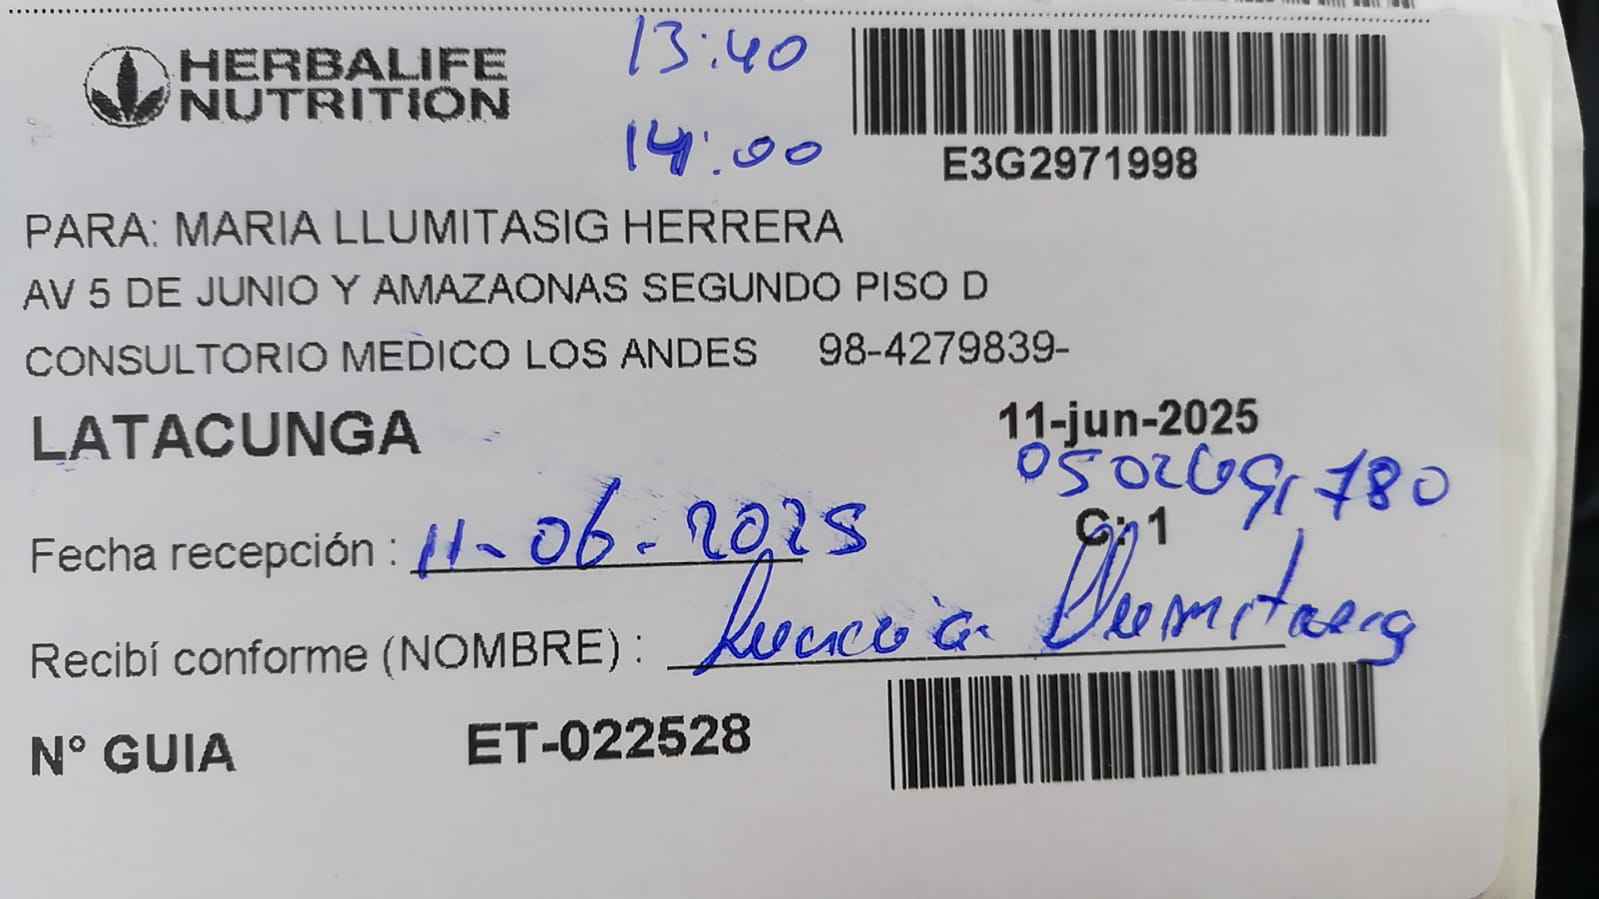 HERBALIFE
NUTRITION
13:40
14:00
E3G2971998
PARA: MARIA LLUMITASIG HERRERA
AV 5 DE JUNIO Y AMAZAONAS SEGUNDO PISO D
CONSULTORIO MEDICO LOS ANDES 98-4279839-
LATACUNGA
11-jun-2025
C: 1
Fecha recepción : 11-06-2025
Recibí conforme (NOMBRE) : Llumitasig
N° GUIA ET-022528